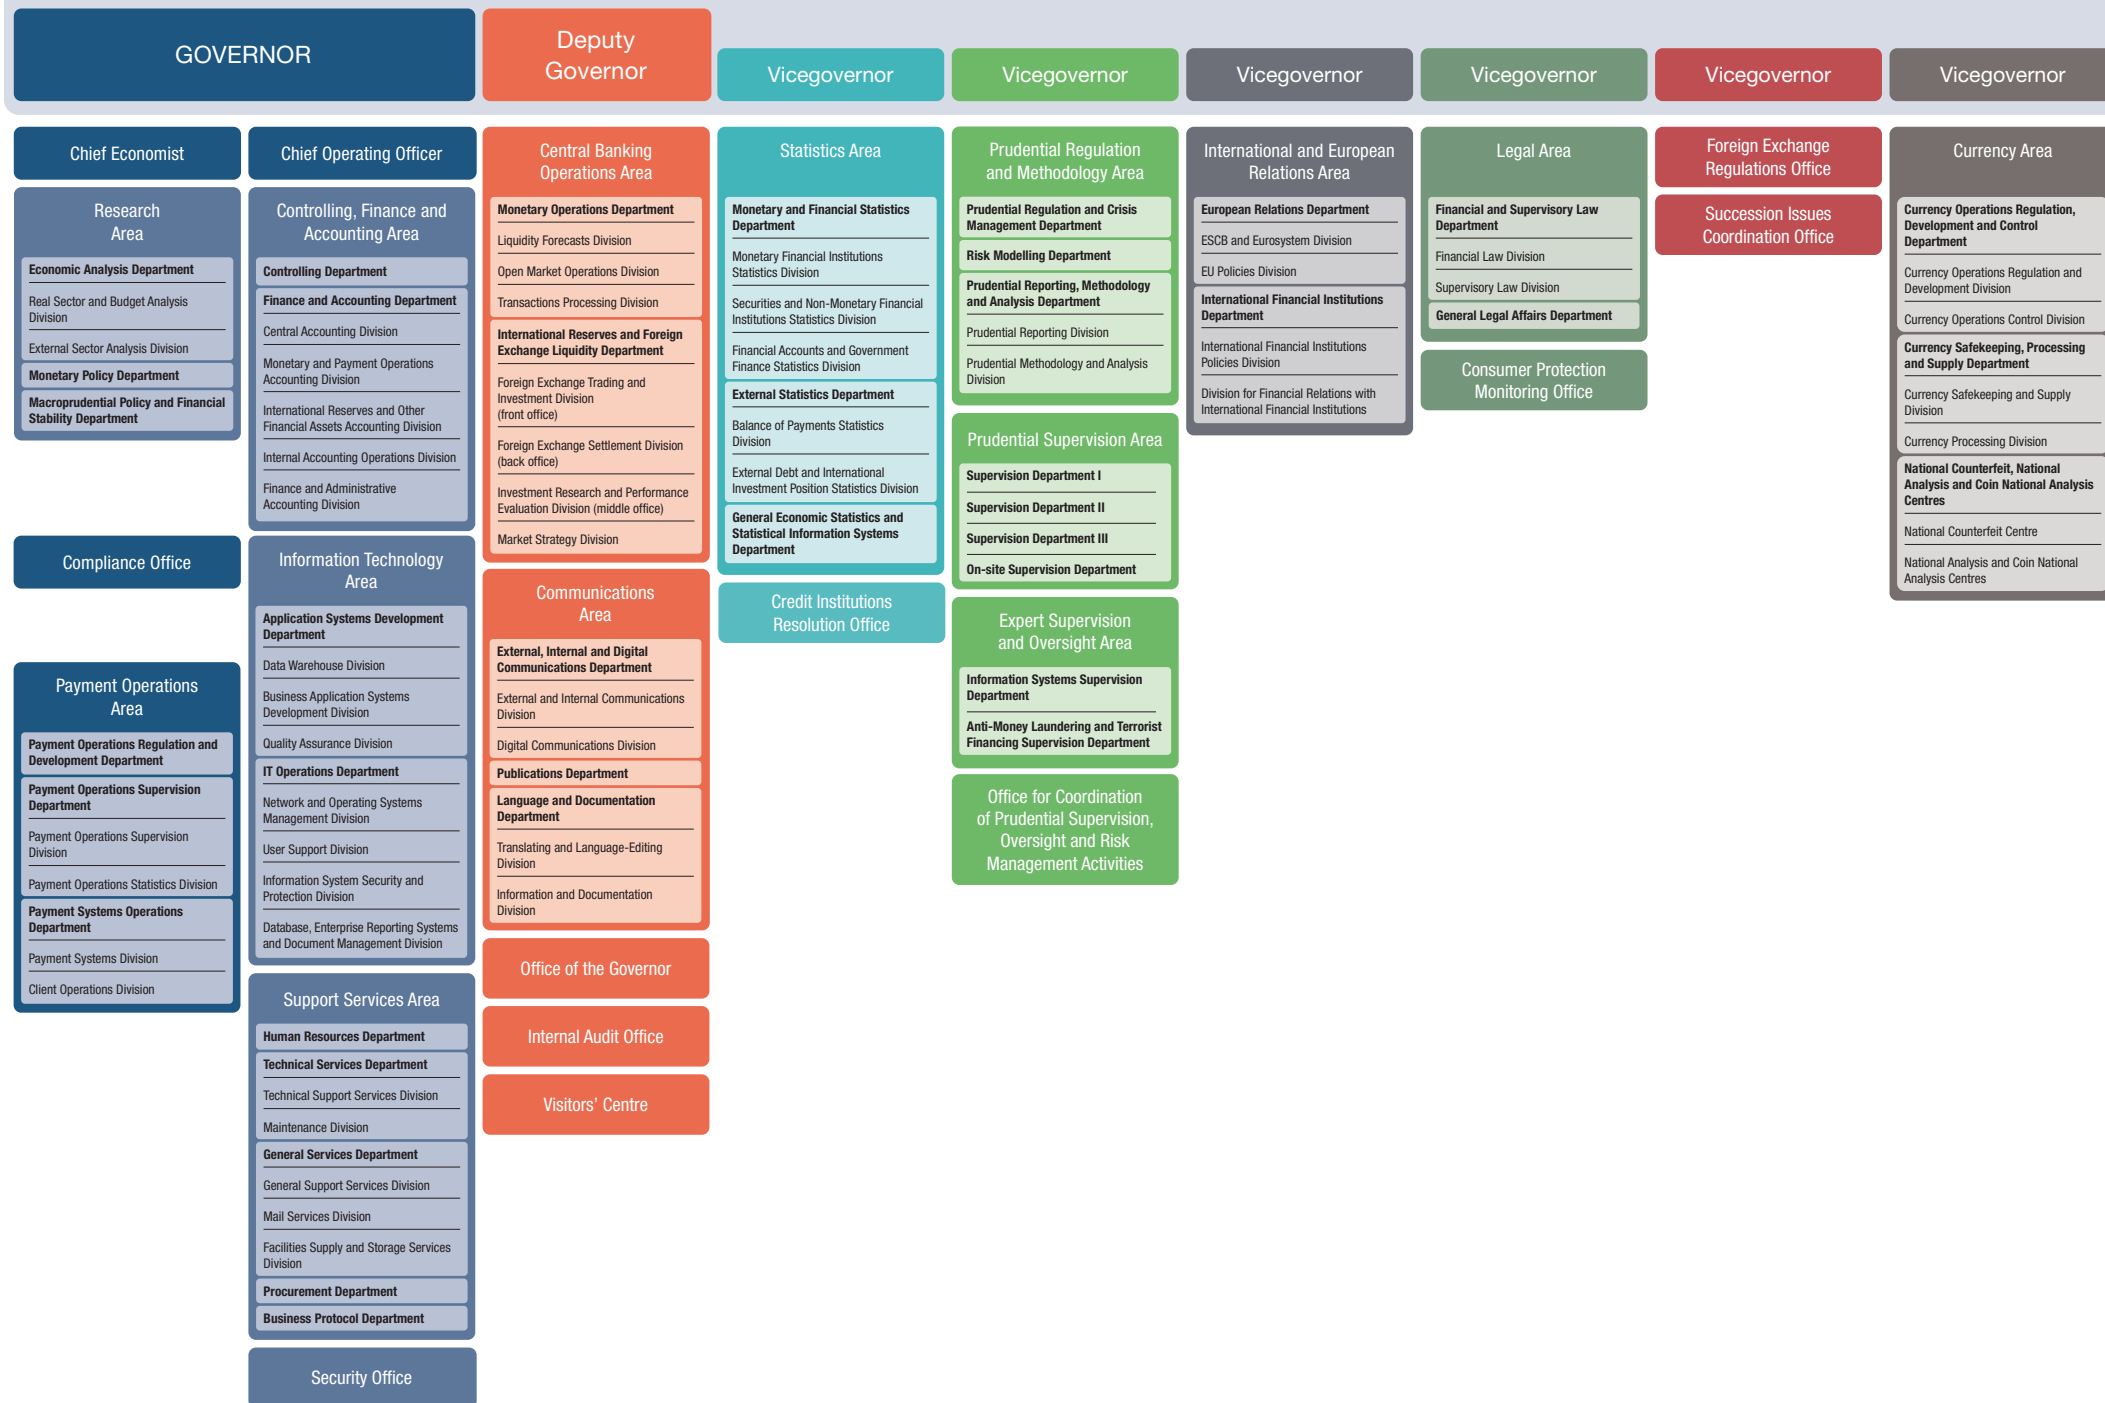 GOVERNOR
Deputy
Governor
Vicegovernor
Vicegovernor
Vicegovernor
Vicegovernor
Vicegovernor
Vicegovernor
Chief Economist
Research
Area
Economic Analysis Department
Real Sector and Budget Analysis
Division
External Sector Analysis Division
Monetary Policy Department
Macroprudential Policy and Financial
Stability Department
Compliance Office
Payment Operations
Area
Payment Operations Regulation and
Development Department
Payment Operations Supervision
Department
Payment Operations Supervision
Division
Payment Operations Statistics Division
Payment Systems Operations
Department
Payment Systems Division
Client Operations Division
Chief Operating Officer
Controlling, Finance and
Accounting Area
Controlling Department
Finance and Accounting Department
Central Accounting Division
Monetary and Payment Operations
Accounting Division
International Reserves and Other
Financial Assets Accounting Division
Internal Accounting Operations Division
Finance and Administrative
Accounting Division
Information Technology
Area
Application Systems Development
Department
Data Warehouse Division
Business Application Systems
Development Division
Quality Assurance Division
IT Operations Department
Network and Operating Systems
Management Division
User Support Division
Information System Security and
Protection Division
Database, Enterprise Reporting Systems
and Document Management Division
Support Services Area
Human Resources Department
Technical Services Department
Technical Support Services Division
Maintenance Division
General Services Department
General Support Services Division
Mail Services Division
Facilities Supply and Storage Services
Division
Procurement Department
Business Protocol Department
Security Office
Central Banking
Operations Area
Monetary Operations Department
Liquidity Forecasts Division
Open Market Operations Division
Transactions Processing Division
International Reserves and Foreign
Exchange Liquidity Department
Foreign Exchange Trading and
Investment Division
(front office)
Foreign Exchange Settlement Division
(back office)
Investment Research and Performance
Evaluation Division (middle office)
Market Strategy Division
Communications
Area
External, Internal and Digital
Communications Department
External and Internal Communications
Division
Digital Communications Division
Publications Department
Language and Documentation
Department
Translating and Language-Editing
Division
Information and Documentation
Division
Office of the Governor
Internal Audit Office
Visitors' Centre
Statistics Area
Monetary and Financial Statistics
Department
Monetary Financial Institutions
Statistics Division
Securities and Non-Monetary Financial
Institutions Statistics Division
Financial Accounts and Government
Finance Statistics Division
External Statistics Department
Balance of Payments Statistics
Division
External Debt and International
Investment Position Statistics Division
General Economic Statistics and
Statistical Information Systems
Department
Credit Institutions
Resolution Office
Prudential Regulation
and Methodology Area
Prudential Regulation and Crisis
Management Department
Risk Modelling Department
Prudential Reporting, Methodology
and Analysis Department
Prudential Reporting Division
Prudential Methodology and Analysis
Division
Prudential Supervision Area
Supervision Department I
Supervision Department II
Supervision Department III
On-site Supervision Department
Expert Supervision
and Oversight Area
Information Systems Supervision
Department
Anti-Money Laundering and Terrorist
Financing Supervision Department
Office for Coordination
of Prudential Supervision,
Oversight and Risk
Management Activities
International and European
Relations Area
European Relations Department
ESCB and Eurosystem Division
EU Policies Division
International Financial Institutions
Department
International Financial Institutions
Policies Division
Division for Financial Relations with
International Financial Institutions
Legal Area
Financial and Supervisory Law
Department
Financial Law Division
Supervisory Law Division
General Legal Affairs Department
Consumer Protection
Monitoring Office
Foreign Exchange
Regulations Office
Succession Issues
Coordination Office
Currency Area
Currency Operations Regulation,
Development and Control
Department
Currency Operations Regulation and
Development Division
Currency Operations Control Division
Currency Safekeeping, Processing
and Supply Department
Currency Safekeeping and Supply
Division
Currency Processing Division
National Counterfeit, National
Analysis and Coin National Analysis
Centres
National Counterfeit Centre
National Analysis and Coin National
Analysis Centres